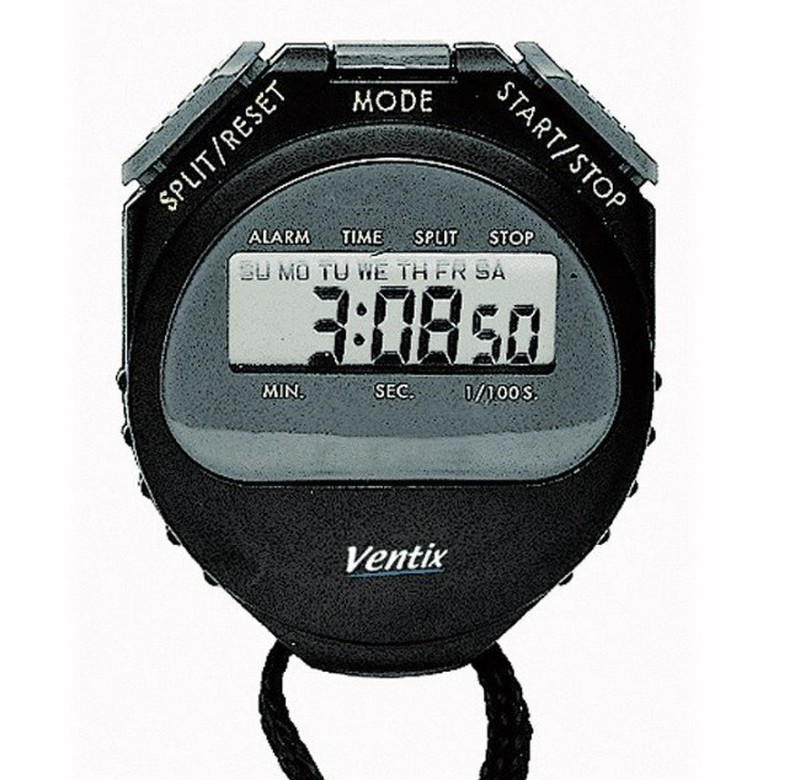 SPLIT/RESET
MODE
START/STOP
ALARM TIME SPLIT STOP
SU MO TU WE TH FR SA
3:08 50
MIN. SEC. 1/100 S.
Ventix